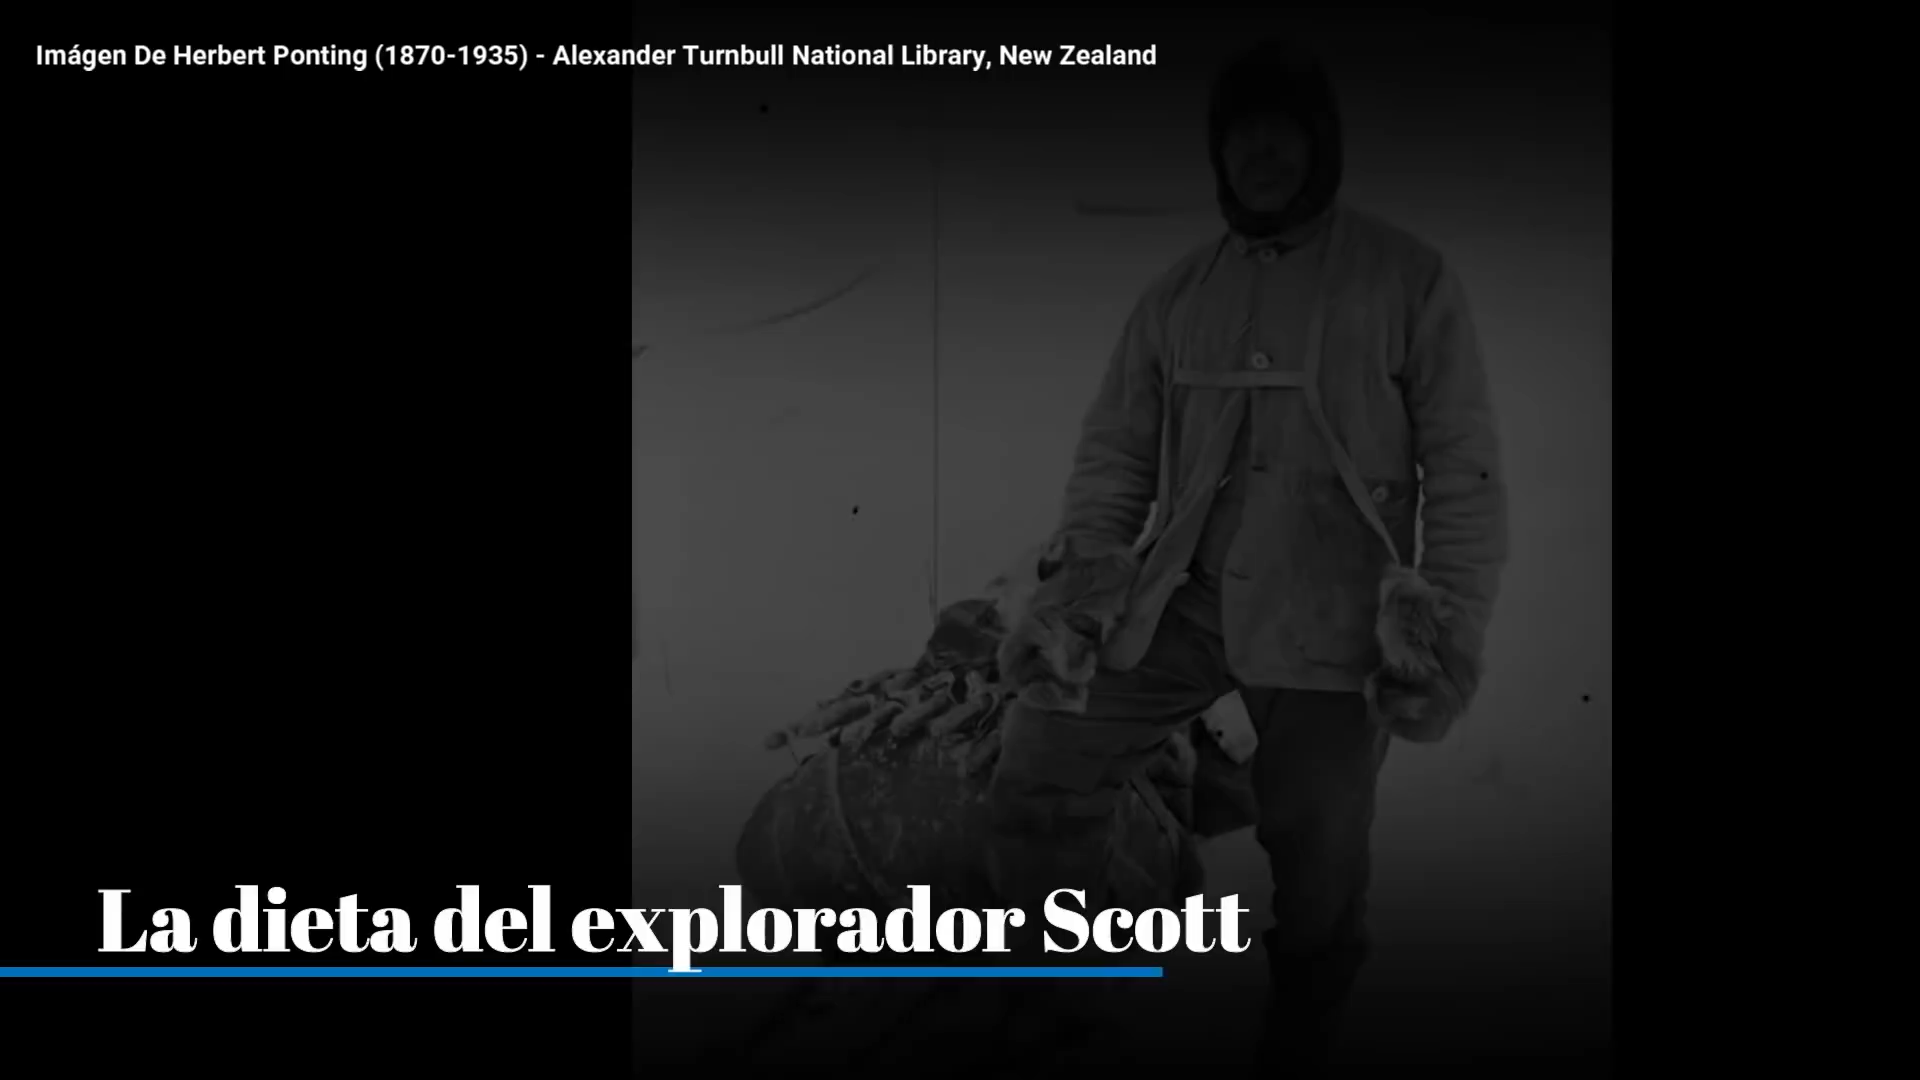 Imágen De Herbert Ponting (1870-1935) - Alexander Turnbull National Library, New Zealand
La dieta del explorador Scott